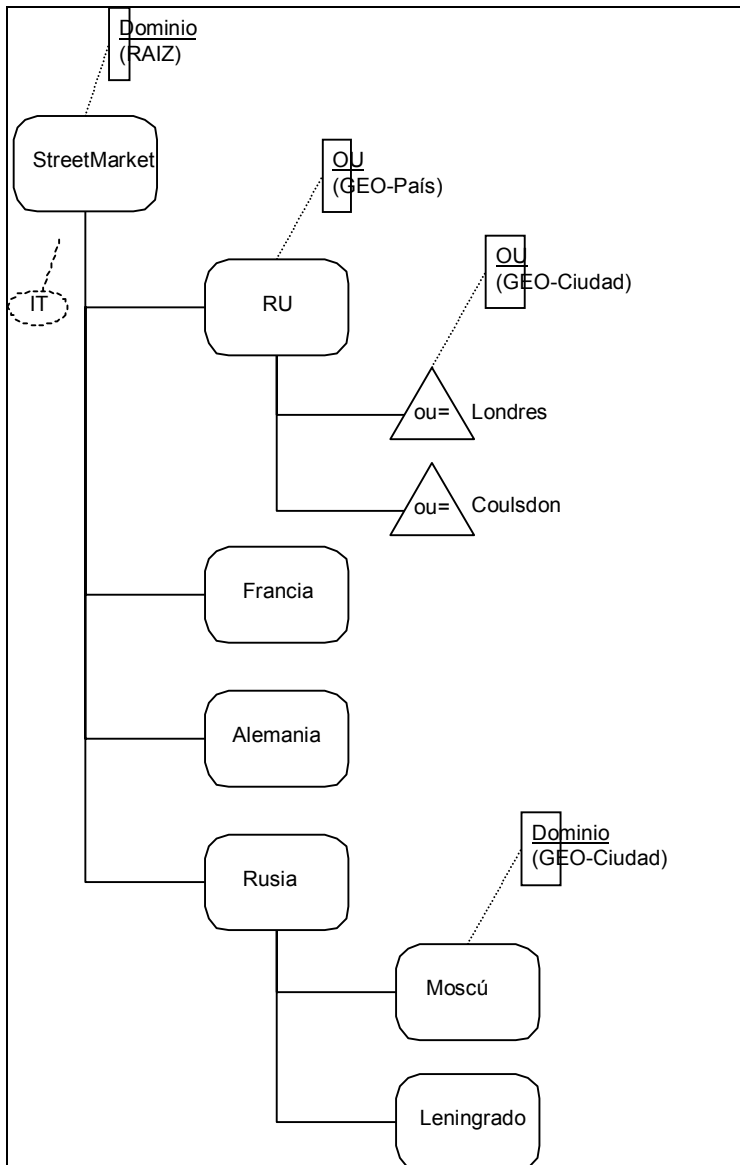 Dominio
(RAIZ)
StreetMarket
OU
(GEO-País)
OU
(GEO-Ciudad)
IT
RU
ou=
Londres
ou=
Coulsdon
Francia
Alemania
Dominio
(GEO-Ciudad)
Rusia
Moscú
Leningrado